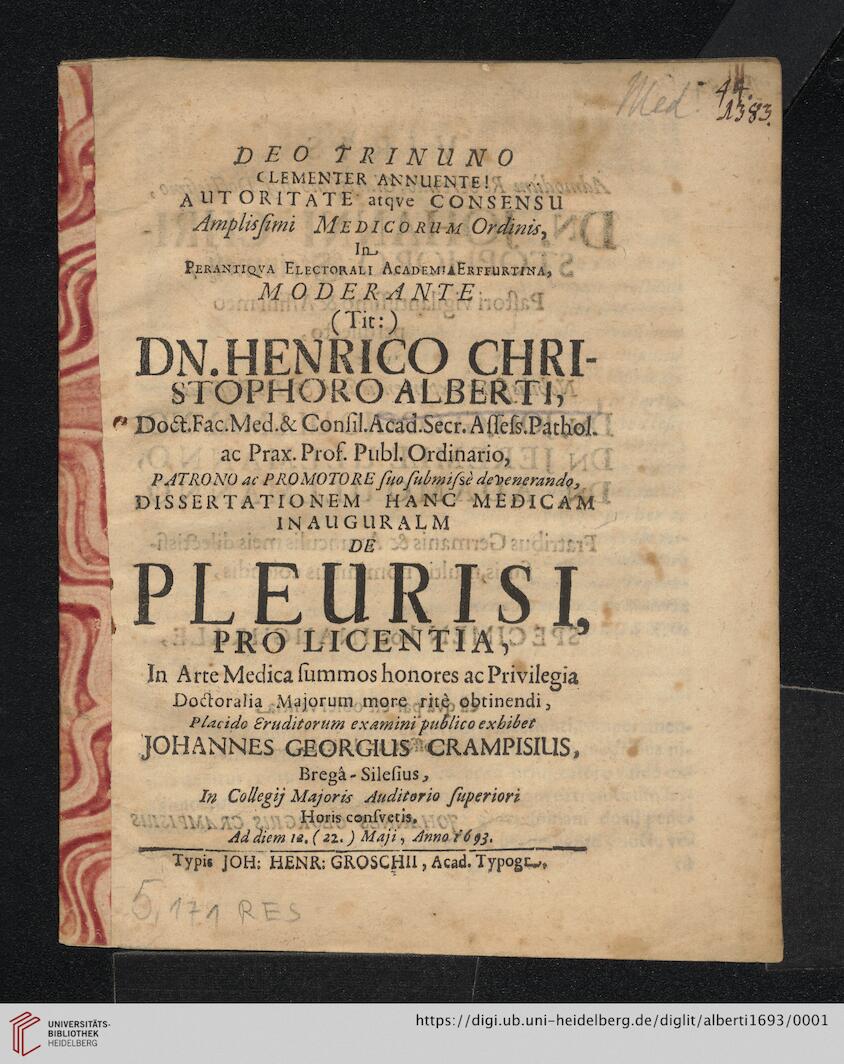 Med.
44.
1383.
DEO TRINUNO
CLEMENTER ANNUENTE!
AUTORITATE atqve CONSENSU
Amplisſimi MEDICORUM Ordinis,
In
PERANTIQVA ELECTORALI ACADEMIA ERFFURTINA,
MODERANTE
(Tit:)
DN. HENRICO CHRI-
STOPHORO ALBERTI,
Doct. Fac. Med. & Conſil. Acad. Secr. Aſſeſs. Pathol.
ac Prax. Prof. Publ. Ordinario,
PATRONO ac PROMOTORE ſuo ſubmiſsè devenerando,
DISSERTATIONEM HANC MEDICAM
INAUGURALM
DE
PLEURISI,
PRO LICENTIA,
In Arte Medica ſummos honores ac Privilegia
Doctoralia Majorum more ritè obtinendi,
Placido Eruditorum examini publico exhibet
JOHANNES GEORGIUS CRAMPISIUS,
Bregâ-Sileſius,
In Collegij Majoris Auditorio ſuperiori
Horis conſvetis.
Ad diem 12. (22.) Maji, Anno 1693.
Typis JOH: HENR: GROSCHII, Acad. Typogr.
5,171 RES
UNIVERSITÄTS-
BIBLIOTHEK
HEIDELBERG
https://digi.ub.uni-heidelberg.de/diglit/alberti1693/0001